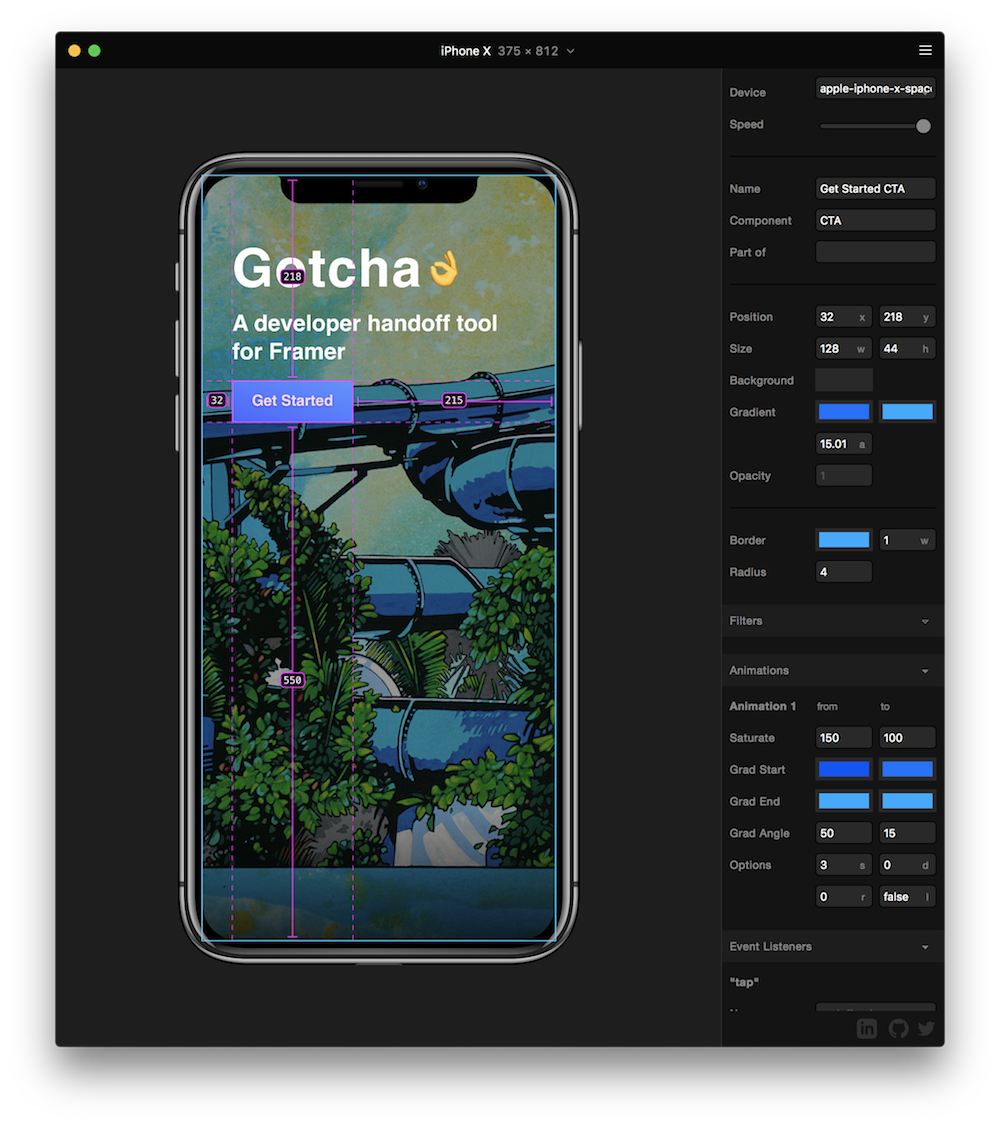 iPhone X 375 × 812
Gotcha👌
A developer handoff tool
for Framer
Get Started
218
32
215
550
Device apple-iphone-x-spac
Speed
Name Get Started CTA
Component CTA
Part of
Position 32 x 218 y
Size 128 w 44 h
Background
Gradient
15.01 a
Opacity 1
Border 1 w
Radius 4
Filters
Animations
Animation 1 from to
Saturate 150 100
Grad Start
Grad End
Grad Angle 50 15
Options 3 s 0 d
0 r false l
Event Listeners
"tap"
in